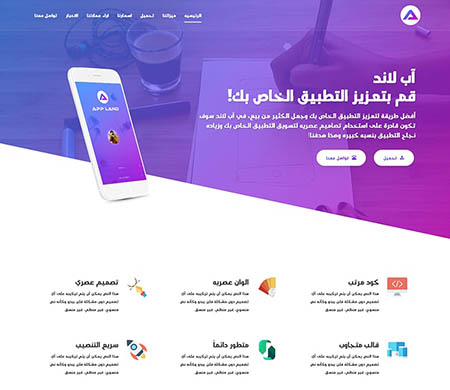 الرئيسيه
ميزاتنا
تحميل
اسعارنا
اراء عملائنا
الاخبار
تواصل معنا
APP LAND
آب لاند
قم بتعزيز التطبيق الخاص بك!
أفضل طريقة لتعزيز التطبيق الخاص بك وجعل الكثير من يبيع، في آب لاند سوف
تكون قادرة على استخدام تصاميم عصريه لتسويق التطبيق الخاص بك وزياده
نجاح التطبيق بنسبه كبيره وهذا هدفنا!
تحميل
تواصل معنا
كود مرتب
هذا النص يمكن أن يتم تركيبه على أي
تصميم دون مشكلة فلن يبدو وكأنه نص
منسوخ، غير منظم، غير منسق
الوان عصريه
هذا النص يمكن أن يتم تركيبه على أي
تصميم دون مشكلة فلن يبدو وكأنه نص
منسوخ، غير منظم، غير منسق
تصميم عصري
هذا النص يمكن أن يتم تركيبه على أي
تصميم دون مشكلة فلن يبدو وكأنه نص
منسوخ، غير منظم، غير منسق
قالب متجاوب
هذا النص يمكن أن يتم تركيبه على أي
تصميم دون مشكلة فلن يبدو وكأنه نص
منسوخ، غير منظم، غير منسق
متطور دائماً
هذا النص يمكن أن يتم تركيبه على أي
تصميم دون مشكلة فلن يبدو وكأنه نص
منسوخ، غير منظم، غير منسق
سريع التنصيب
هذا النص يمكن أن يتم تركيبه على أي
تصميم دون مشكلة فلن يبدو وكأنه نص
منسوخ، غير منظم، غير منسق